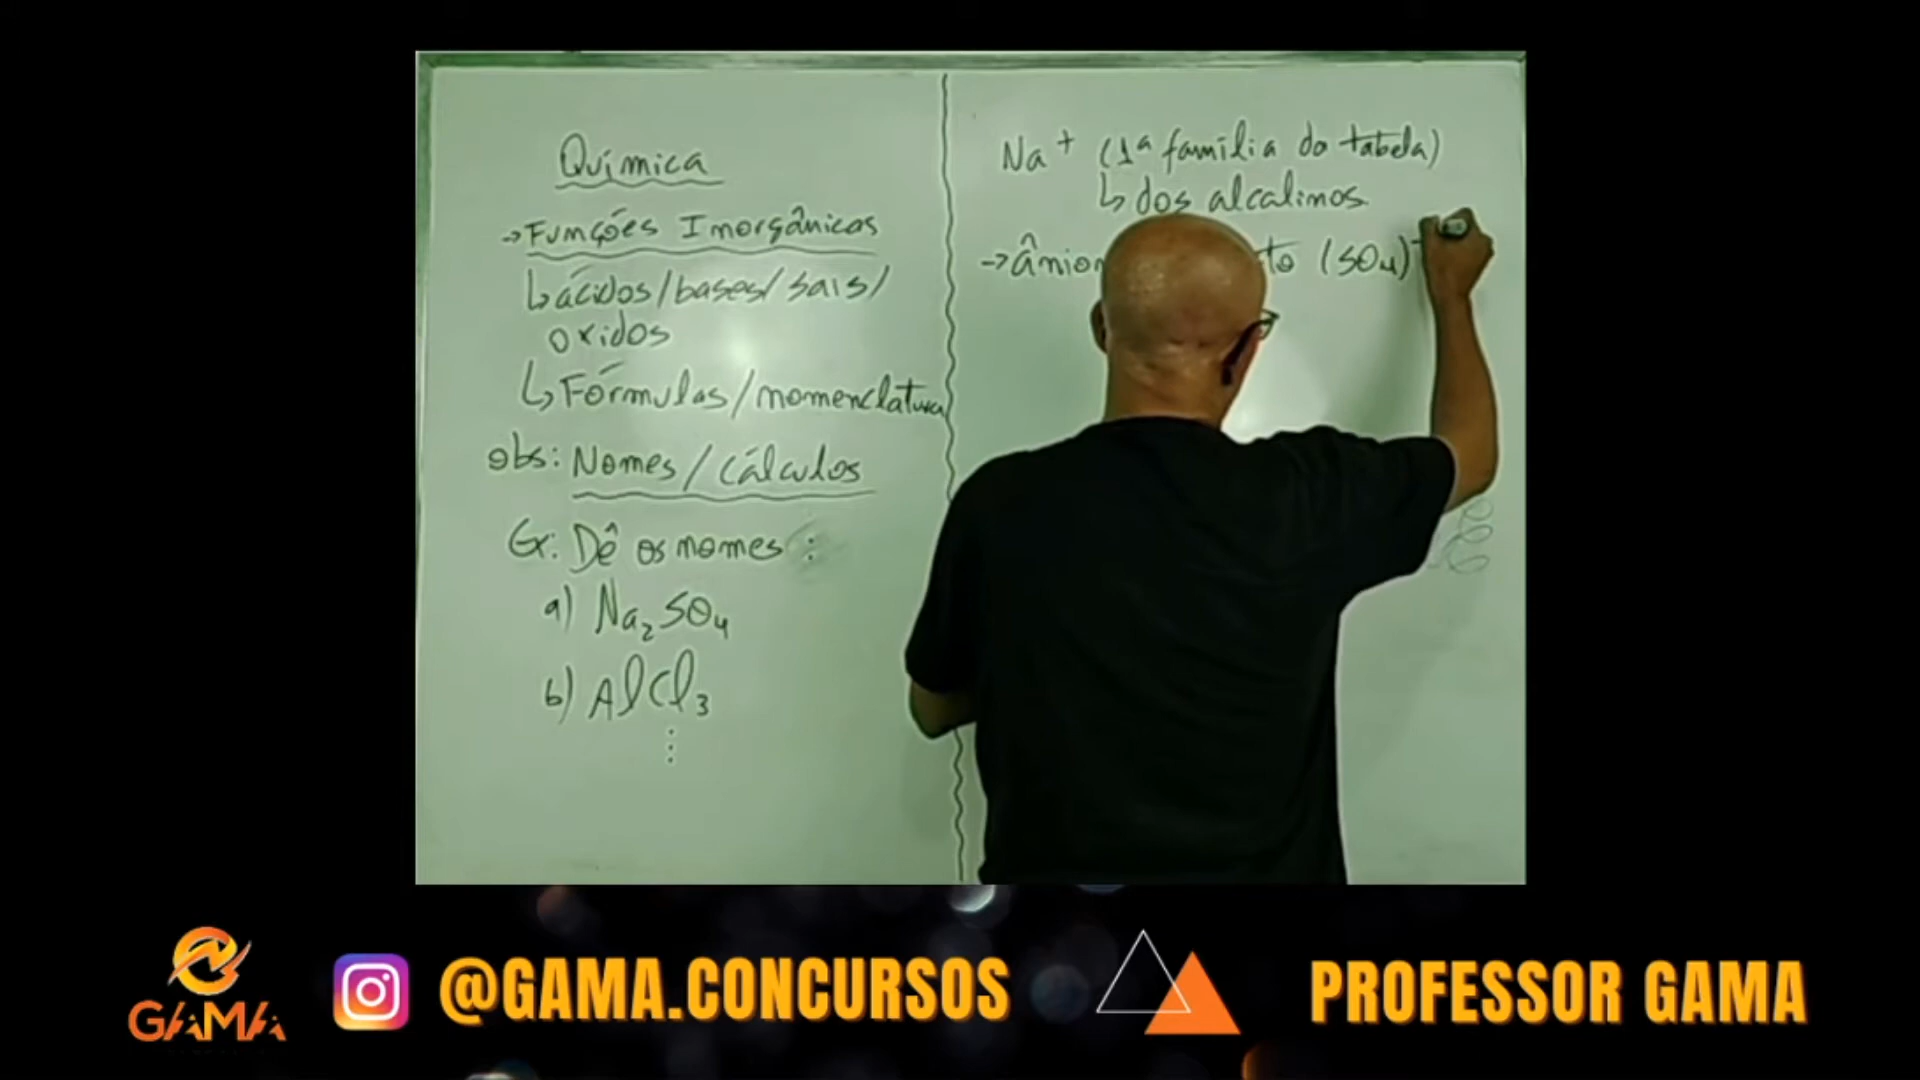 Química
→Funções Inorgânicas
↳ácidos/bases/sais/
oxidos
↳Fórmulas/nomenclatura
obs: Nomes/Cálculos
Ex: Dê os nomes :
a) Na₂SO₄
b) AlCl₃
⋮
Na⁺ (1ª família da tabela)
↳ dos alcalinos
→ânion (SO₄)⁻
GAMA
@GAMA.CONCURSOS
PROFESSOR GAMA